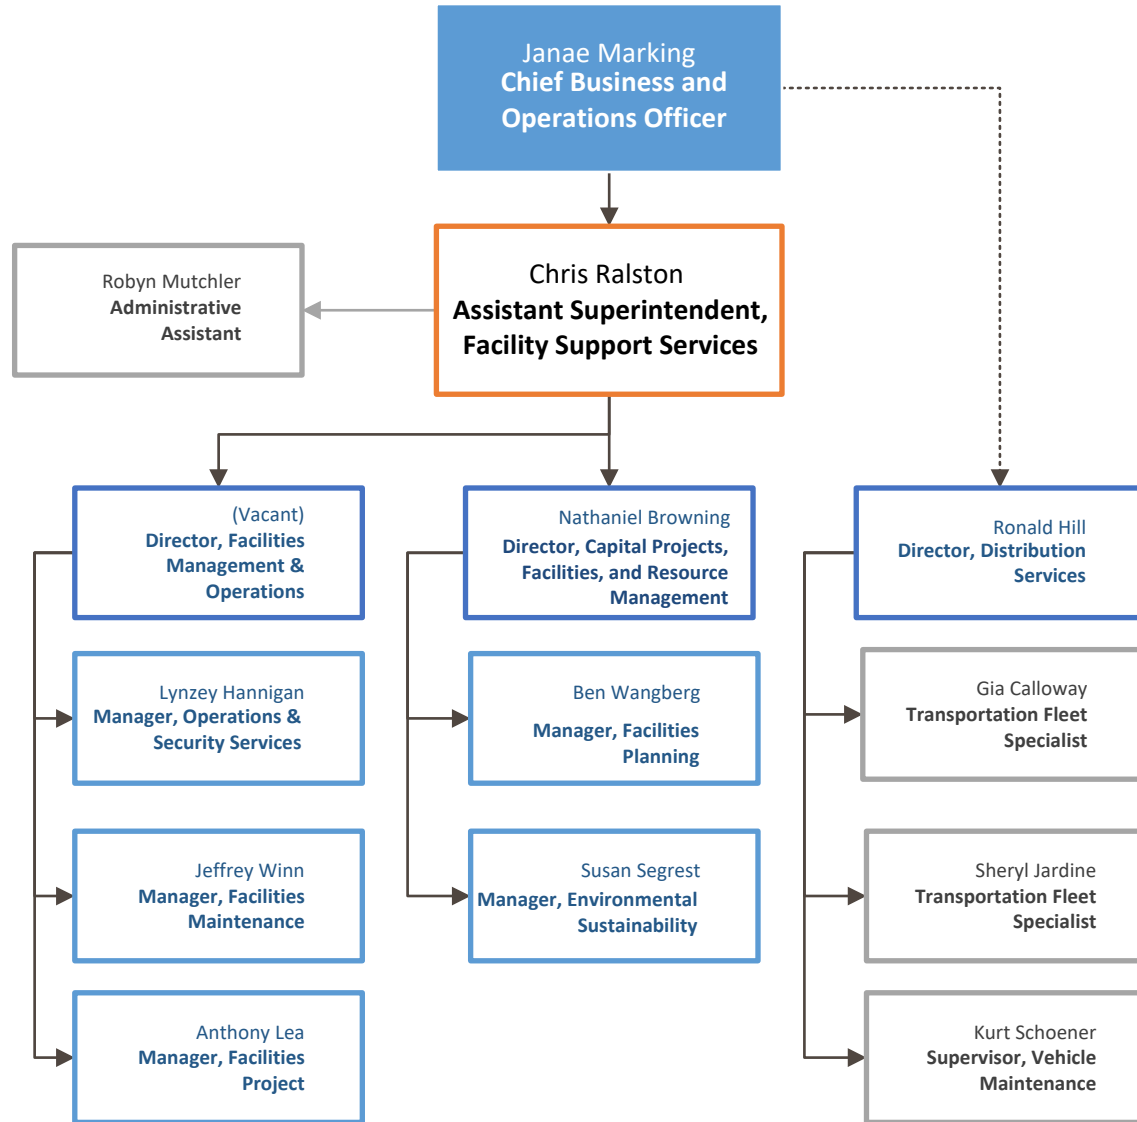 Janae Marking
Chief Business and
Operations Officer
Robyn Mutchler
Administrative
Assistant
Chris Ralston
Assistant Superintendent,
Facility Support Services
(Vacant)
Director, Facilities
Management &
Operations
Nathaniel Browning
Director, Capital Projects,
Facilities, and Resource
Management
Ronald Hill
Director, Distribution
Services
Lynzey Hannigan
Manager, Operations &
Security Services
Ben Wangberg
Manager, Facilities
Planning
Gia Calloway
Transportation Fleet
Specialist
Jeffrey Winn
Manager, Facilities
Maintenance
Susan Segrest
Manager, Environmental
Sustainability
Sheryl Jardine
Transportation Fleet
Specialist
Anthony Lea
Manager, Facilities
Project
Kurt Schoener
Supervisor, Vehicle
Maintenance